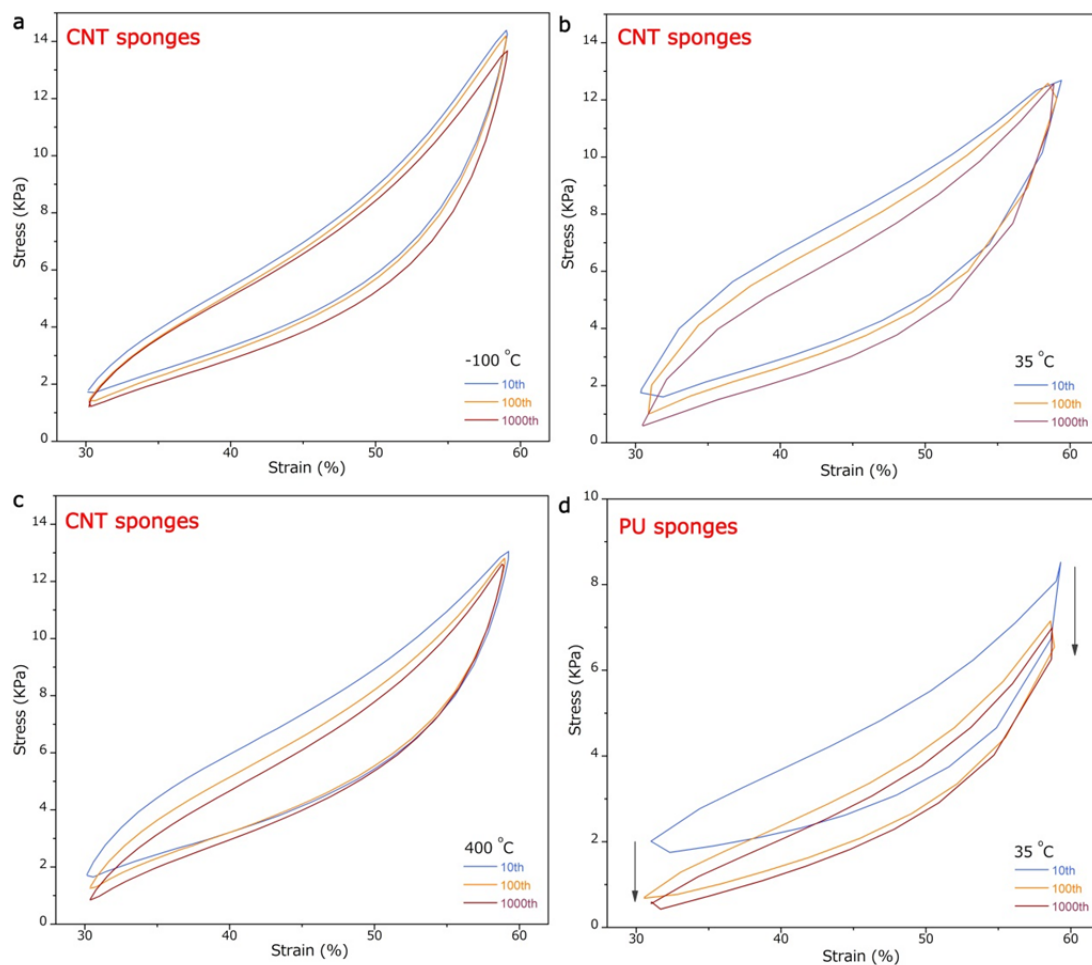 a
CNT sponges
Stress (KPa)
14
12
10
8
6
4
2
0
30
40
50
60
Strain (%)
-100 °C
10th
100th
1000th
b
CNT sponges
Stress (KPa)
14
12
10
8
6
4
2
0
30
40
50
60
Strain (%)
35 °C
10th
100th
1000th
c
CNT sponges
Stress (KPa)
14
12
10
8
6
4
2
0
30
40
50
60
Strain (%)
400 °C
10th
100th
1000th
d
PU sponges
Stress (KPa)
10
8
6
4
2
0
30
40
50
60
Strain (%)
35 °C
10th
100th
1000th